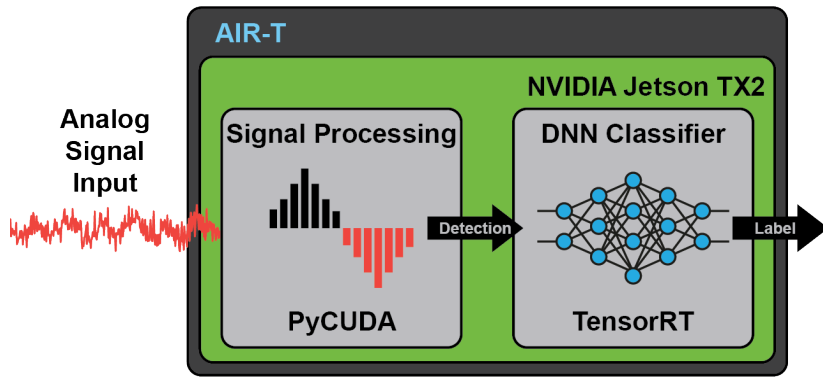 AIR-T
NVIDIA Jetson TX2
Analog
Signal
Input
Signal Processing
DNN Classifier
Detection
Label
PyCUDA
TensorRT